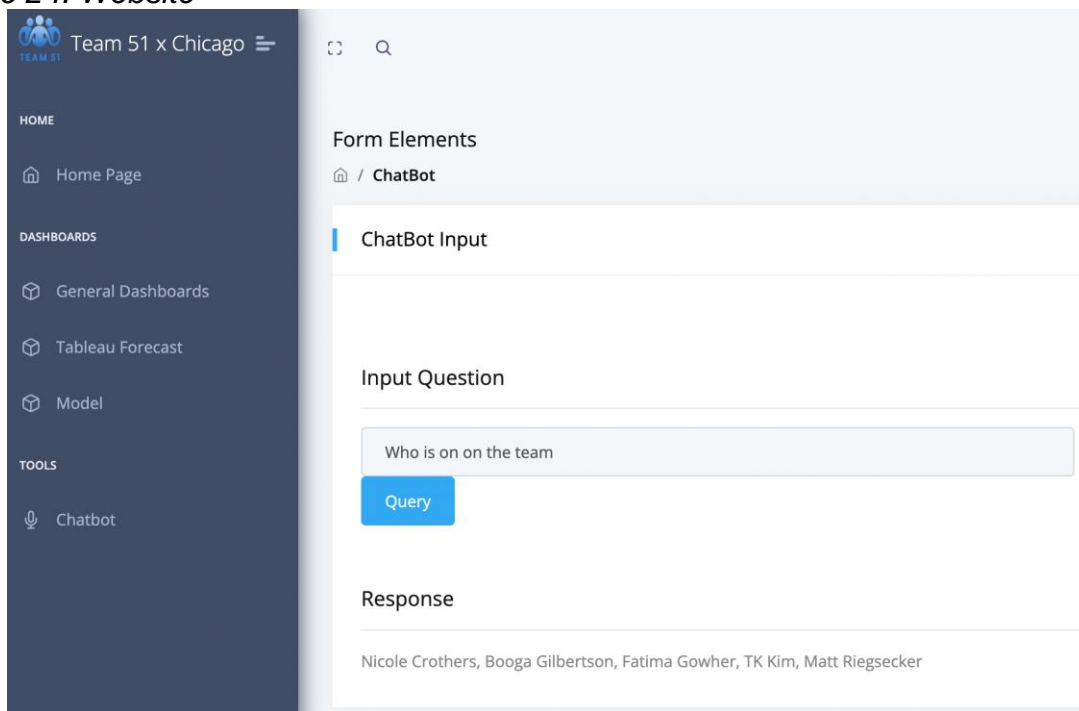 Website
TEAM 51
Team 51 x Chicago
HOME
Home Page
DASHBOARDS
General Dashboards
Tableau Forecast
Model
TOOLS
Chatbot
Form Elements
/ ChatBot
ChatBot Input
Input Question
Who is on on the team
Query
Response
Nicole Crothers, Booga Gilbertson, Fatima Gowher, TK Kim, Matt Riegsecker